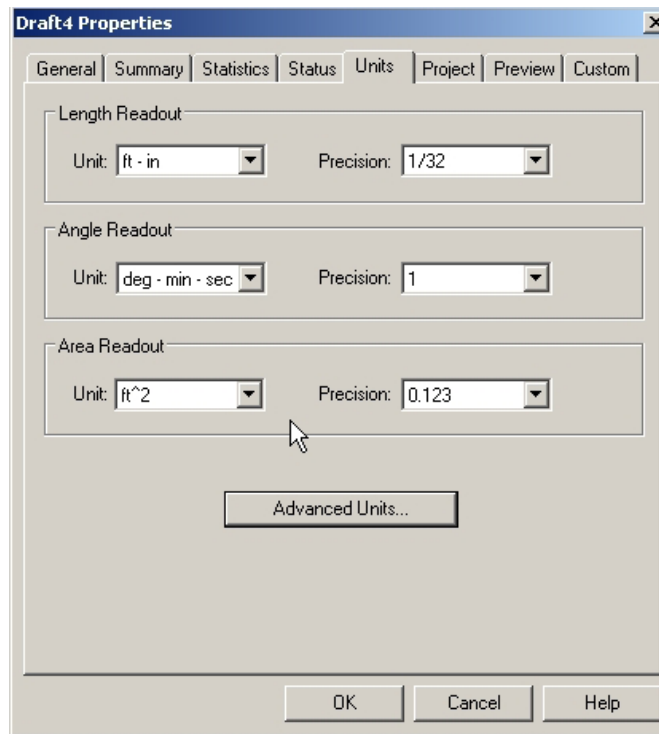 Draft4 Properties
General Summary Statistics Status Units Project Preview Custom
Length Readout
Unit: ft - in Precision: 1/32
Angle Readout
Unit: deg - min - sec Precision: 1
Area Readout
Unit: ft^2 Precision: 0.123
Advanced Units...
OK Cancel Help